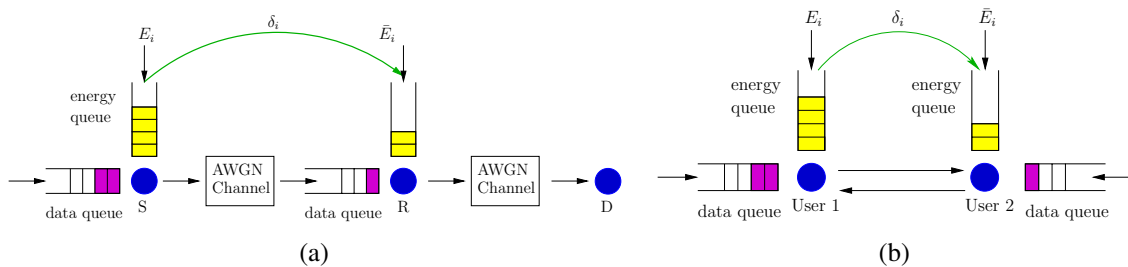 E_i
δ_i
Ē_i
energy
queue
AWGN
Channel
AWGN
Channel
data queue
S
data queue
R
D
(a)
E_i
δ_i
Ē_i
energy
queue
energy
queue
data queue
User 1
User 2
data queue
(b)